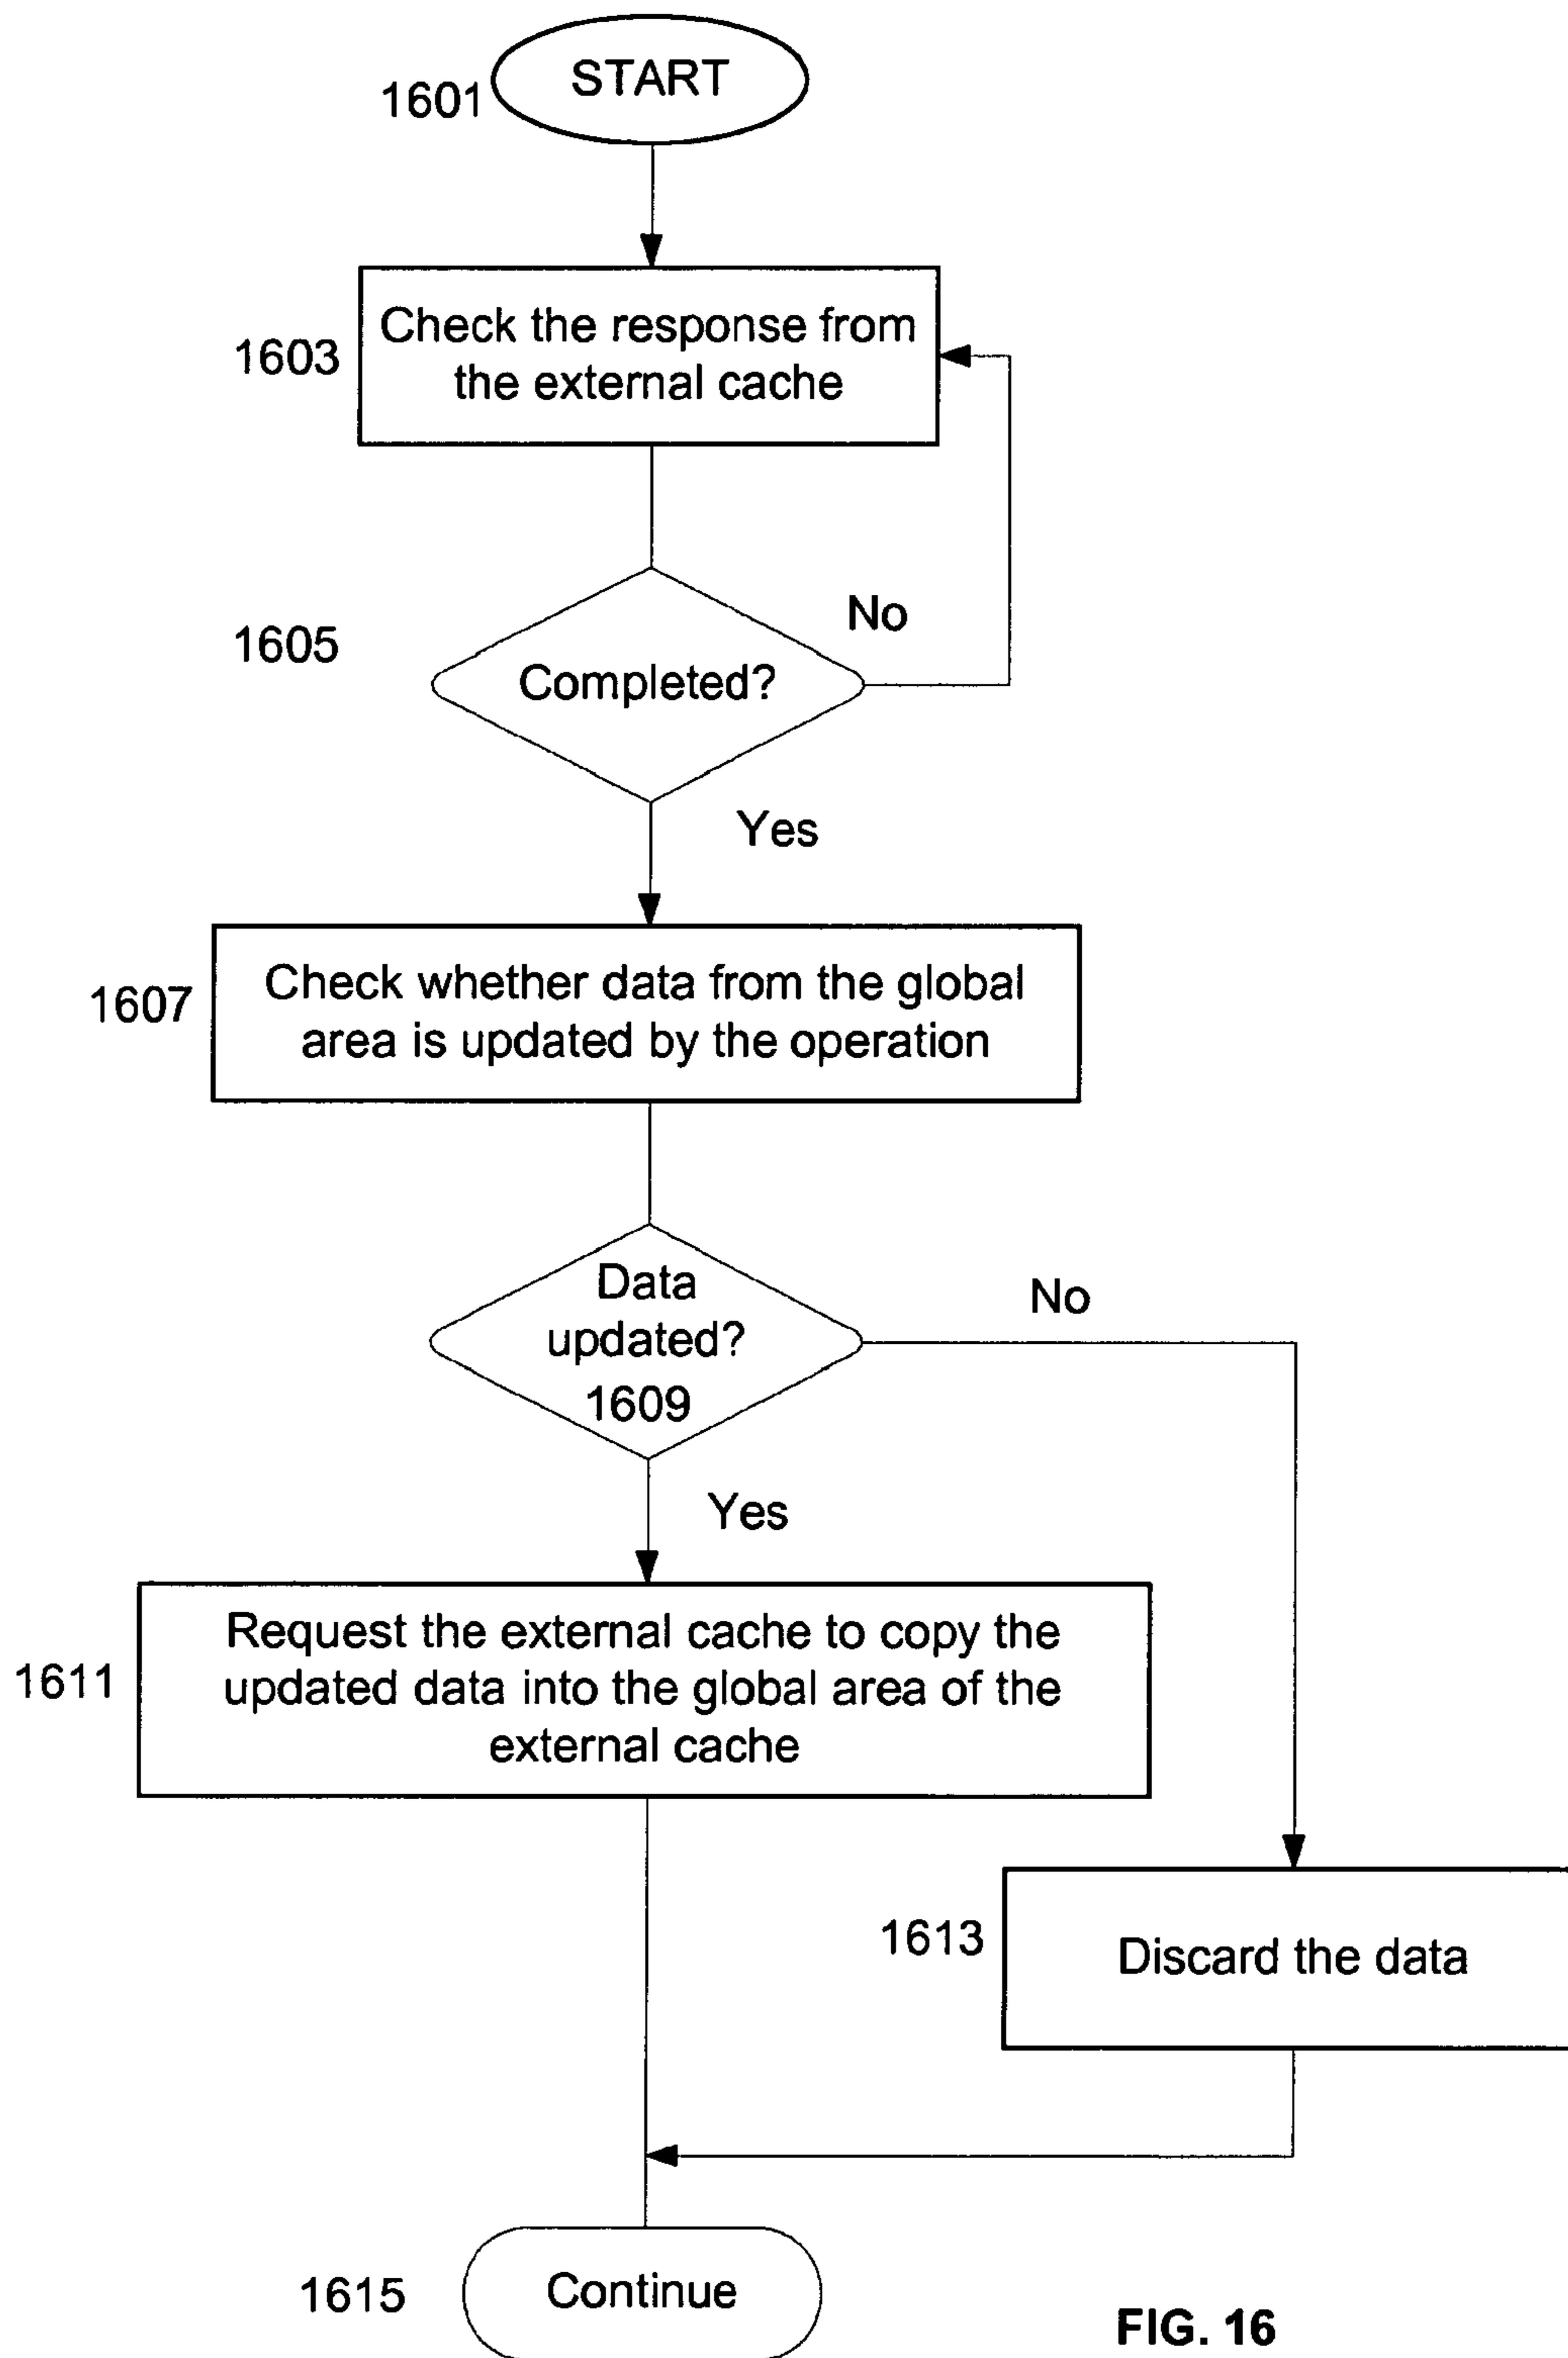 START
1601
Check the response from
the external cache
1603
No
1605
Completed?
Yes
Check whether data from the global
area is updated by the operation
1607
Data
updated?
1609
No
Yes
Request the external cache to copy the
updated data into the global area of the
external cache
1611
1613
Discard the data
1615
Continue
FIG. 16